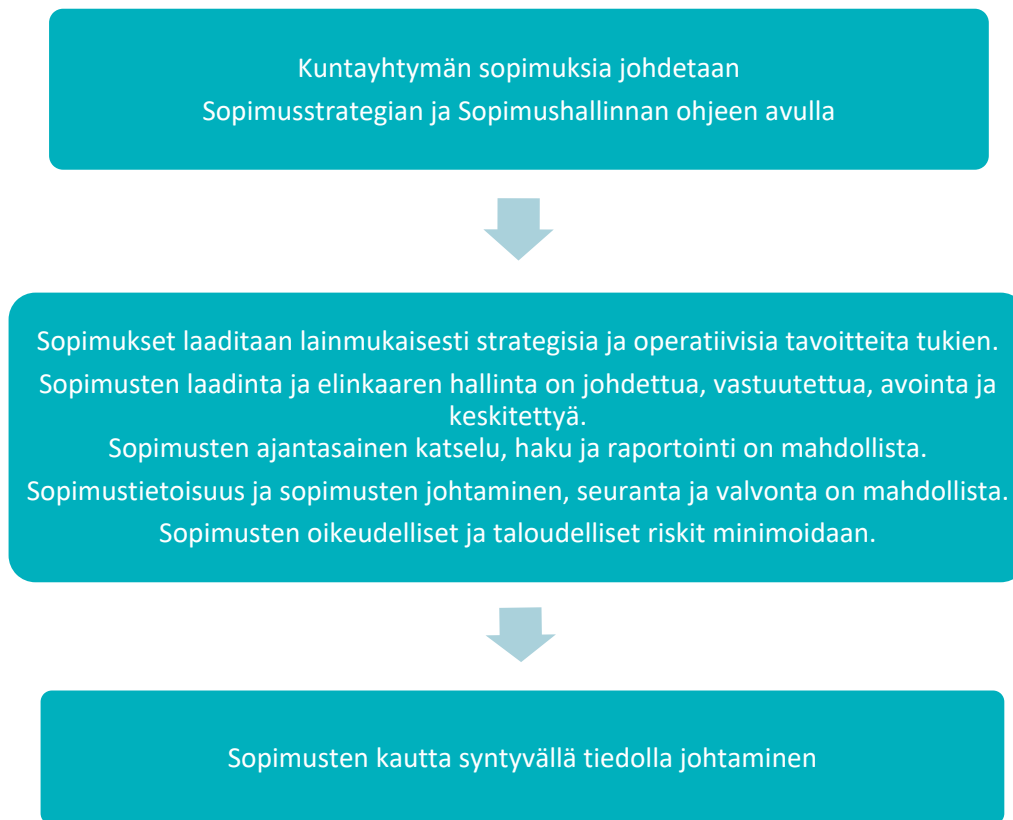 Kuntayhtymän sopimuksia johdetaan
Sopimusstrategian ja Sopimushallinnan ohjeen avulla
Sopimukset laaditaan lainmukaisesti strategisia ja operatiivisia tavoitteita tukien.
Sopimusten laadinta ja elinkaaren hallinta on johdettua, vastuutettua, avointa ja
keskitettyä.
Sopimusten ajantasainen katselu, haku ja raportointi on mahdollista.
Sopimustietoisuus ja sopimusten johtaminen, seuranta ja valvonta on mahdollista.
Sopimusten oikeudelliset ja taloudelliset riskit minimoidaan.
Sopimusten kautta syntyvällä tiedolla johtaminen